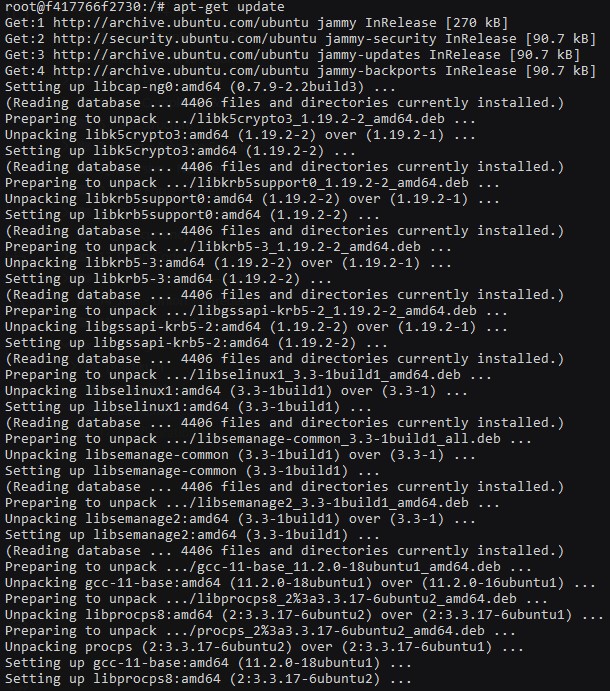 root@f417766f2730:/# apt-get update
Get:1 http://archive.ubuntu.com/ubuntu jammy InRelease [270 kB]
Get:2 http://security.ubuntu.com/ubuntu jammy-security InRelease [90.7 kB]
Get:3 http://archive.ubuntu.com/ubuntu jammy-updates InRelease [90.7 kB]
Get:4 http://archive.ubuntu.com/ubuntu jammy-backports InRelease [90.7 kB]
Setting up libcap-ng0:amd64 (0.7.9-2.2build3) ...
(Reading database ... 4406 files and directories currently installed.)
Preparing to unpack .../libk5crypto3_1.19.2-2_amd64.deb ...
Unpacking libk5crypto3:amd64 (1.19.2-2) over (1.19.2-1) ...
Setting up libk5crypto3:amd64 (1.19.2-2) ...
(Reading database ... 4406 files and directories currently installed.)
Preparing to unpack .../libkrb5support0_1.19.2-2_amd64.deb ...
Unpacking libkrb5support0:amd64 (1.19.2-2) over (1.19.2-1) ...
Setting up libkrb5support0:amd64 (1.19.2-2) ...
(Reading database ... 4406 files and directories currently installed.)
Preparing to unpack .../libkrb5-3_1.19.2-2_amd64.deb ...
Unpacking libkrb5-3:amd64 (1.19.2-2) over (1.19.2-1) ...
Setting up libkrb5-3:amd64 (1.19.2-2) ...
(Reading database ... 4406 files and directories currently installed.)
Preparing to unpack .../libgssapi-krb5-2_1.19.2-2_amd64.deb ...
Unpacking libgssapi-krb5-2:amd64 (1.19.2-2) over (1.19.2-1) ...
Setting up libgssapi-krb5-2:amd64 (1.19.2-2) ...
(Reading database ... 4406 files and directories currently installed.)
Preparing to unpack .../libselinux1_3.3-1build1_amd64.deb ...
Unpacking libselinux1:amd64 (3.3-1build1) over (3.3-1) ...
Setting up libselinux1:amd64 (3.3-1build1) ...
(Reading database ... 4406 files and directories currently installed.)
Preparing to unpack .../libsemanage-common_3.3-1build1_all.deb ...
Unpacking libsemanage-common (3.3-1build1) over (3.3-1) ...
Setting up libsemanage-common (3.3-1build1) ...
(Reading database ... 4406 files and directories currently installed.)
Preparing to unpack .../libsemanage2_3.3-1build1_amd64.deb ...
Unpacking libsemanage2:amd64 (3.3-1build1) over (3.3-1) ...
Setting up libsemanage2:amd64 (3.3-1build1) ...
(Reading database ... 4406 files and directories currently installed.)
Preparing to unpack .../gcc-11-base_11.2.0-18ubuntu1_amd64.deb ...
Unpacking gcc-11-base:amd64 (11.2.0-18ubuntu1) over (11.2.0-16ubuntu1) ...
Preparing to unpack .../libprocps8_2%3a3.3.17-6ubuntu2_amd64.deb ...
Unpacking libprocps8:amd64 (2:3.3.17-6ubuntu2) over (2:3.3.17-6ubuntu1) ...
Preparing to unpack .../procps_2%3a3.3.17-6ubuntu2_amd64.deb ...
Unpacking procps (2:3.3.17-6ubuntu2) over (2:3.3.17-6ubuntu1) ...
Setting up gcc-11-base:amd64 (11.2.0-18ubuntu1) ...
Setting up libprocps8:amd64 (2:3.3.17-6ubuntu2) ...